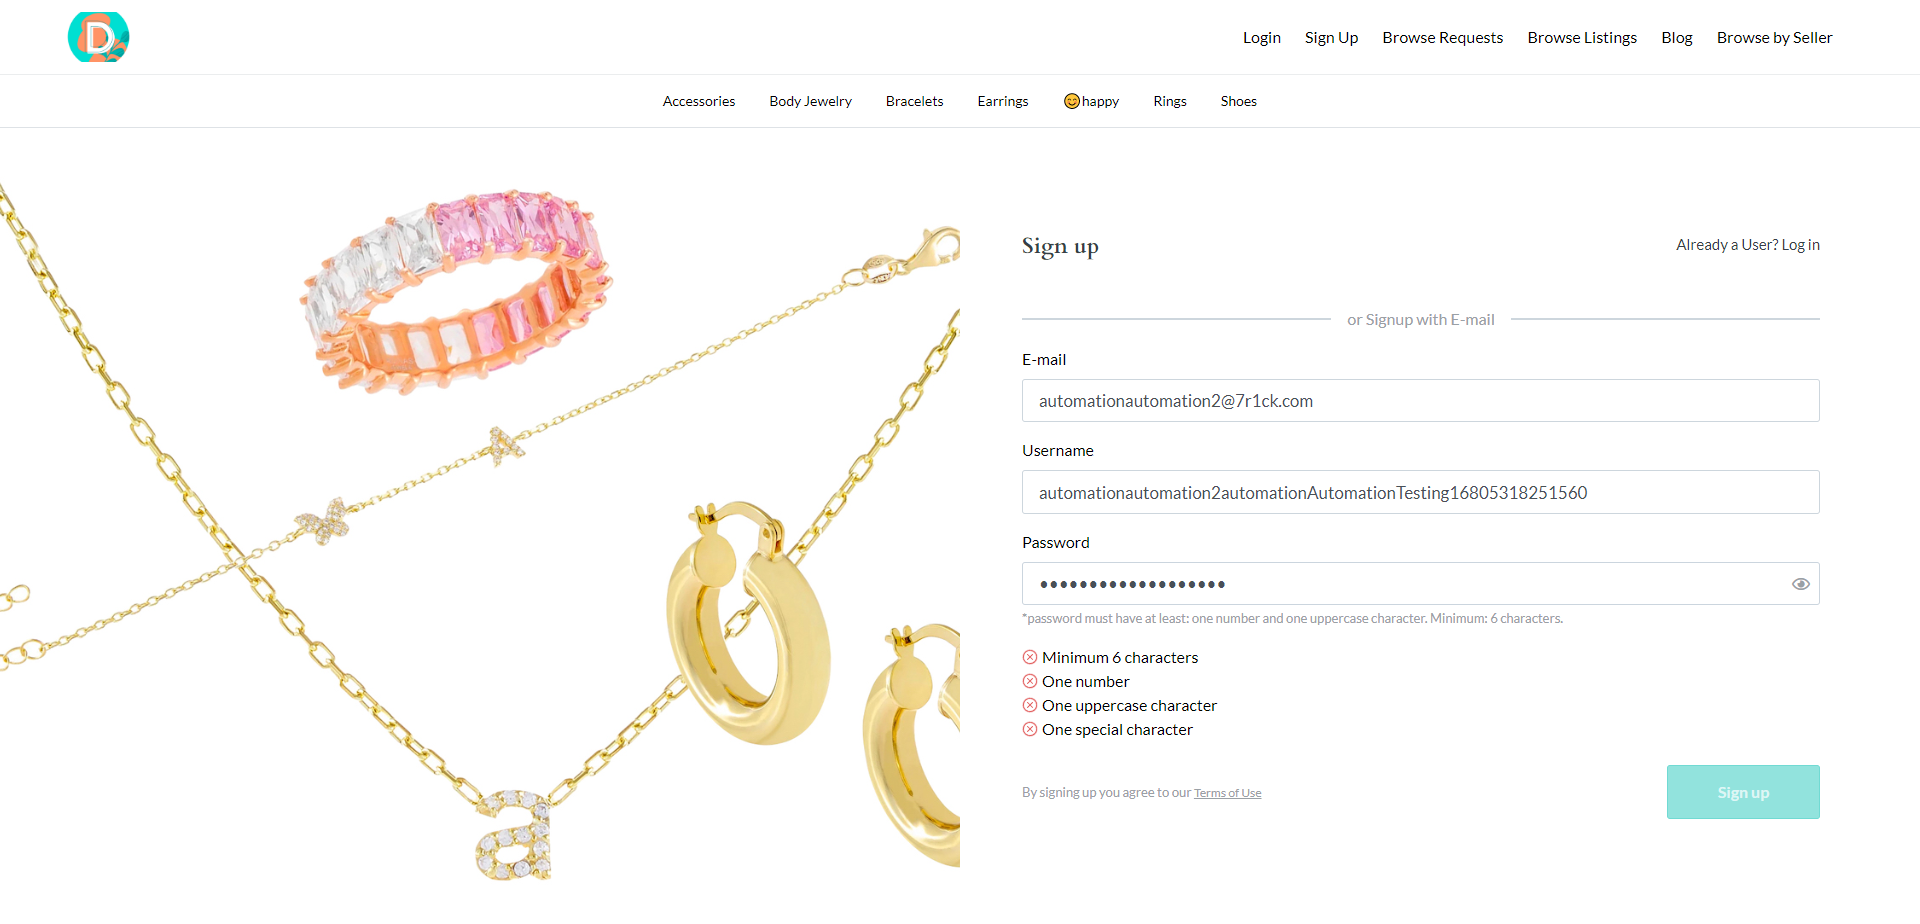 D
Login Sign Up Browse Requests Browse Listings Blog Browse by Seller
Accessories Body Jewelry Bracelets Earrings 😊happy Rings Shoes
Sign up
Already a User? Log in
or Signup with E-mail
E-mail
automationautomation2@7r1ck.com
Username
automationautomation2automationAutomationTesting16805318251560
Password
•••••••••••••••••••
*password must have at least: one number and one uppercase character. Minimum: 6 characters.
Minimum 6 characters
One number
One uppercase character
One special character
By signing up you agree to our Terms of Use
Sign up
A
a